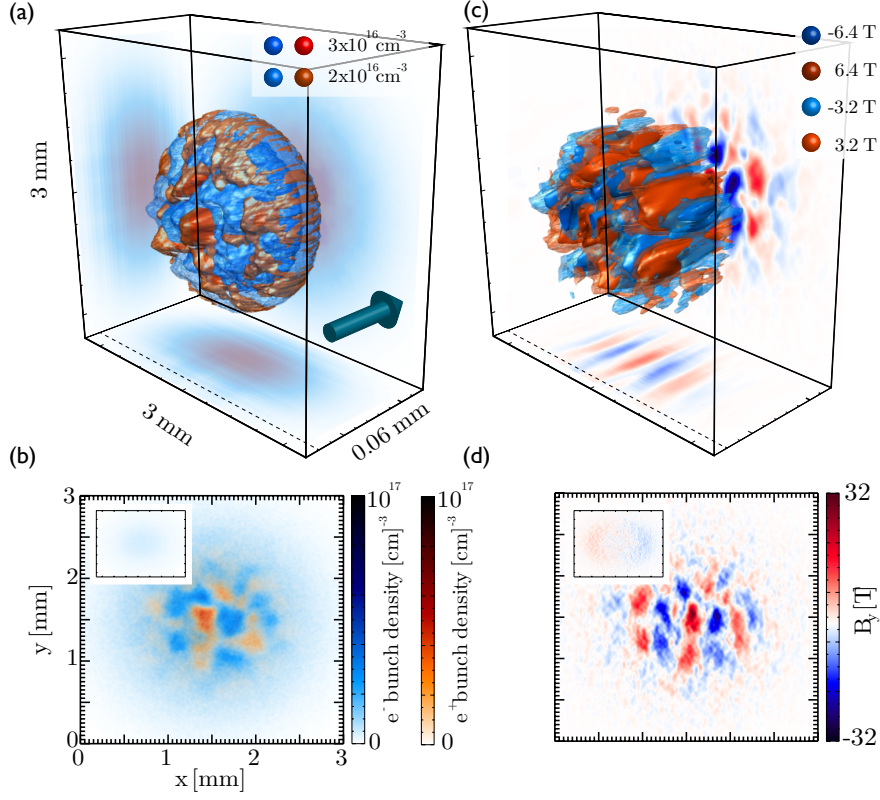 (a)
3x10^16 cm^-3
2x10^16 cm^-3
3 mm
3 mm
0.06 mm
(c)
-6.4 T
6.4 T
-3.2 T
3.2 T
(b)
3
2
1
0
y [mm]
0 1 2 3
x [mm]
10^17
0
e^- bunch density [cm]^-3
10^17
0
e^+ bunch density [cm]^-3
(d)
32
-32
B_y [T]